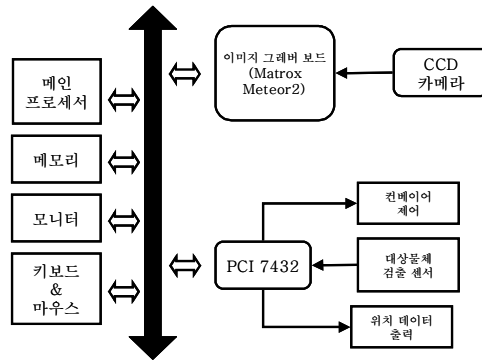 메인
프로세서
메모리
모니터
키보드
&
마우스
이미지 그레버 보드
(Matrox
Meteor2)
CCD
카메라
PCI 7432
컨베이어
제어
대상물체
검출 센서
위치 데이터
출력